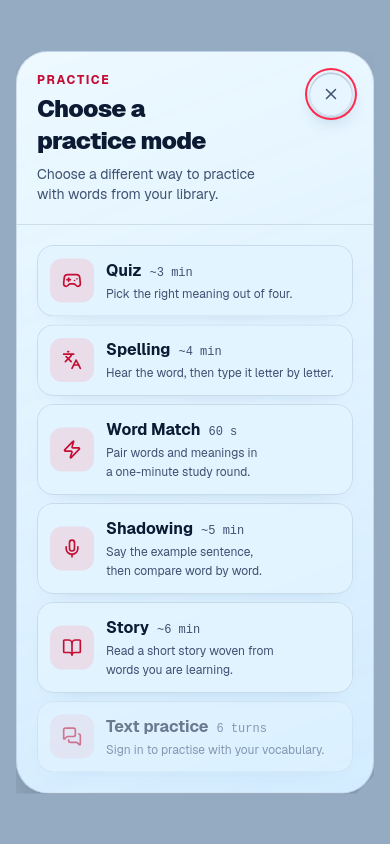 PRACTICE
Choose a
practice mode
Choose a different way to practice
with words from your library.
Quiz ~3 min
Pick the right meaning out of four.
Spelling ~4 min
Hear the word, then type it letter by letter.
Word Match 60 s
Pair words and meanings in
a one-minute study round.
Shadowing ~5 min
Say the example sentence,
then compare word by word.
Story ~6 min
Read a short story woven from
words you are learning.
Text practice 6 turns
Sign in to practise with your vocabulary.